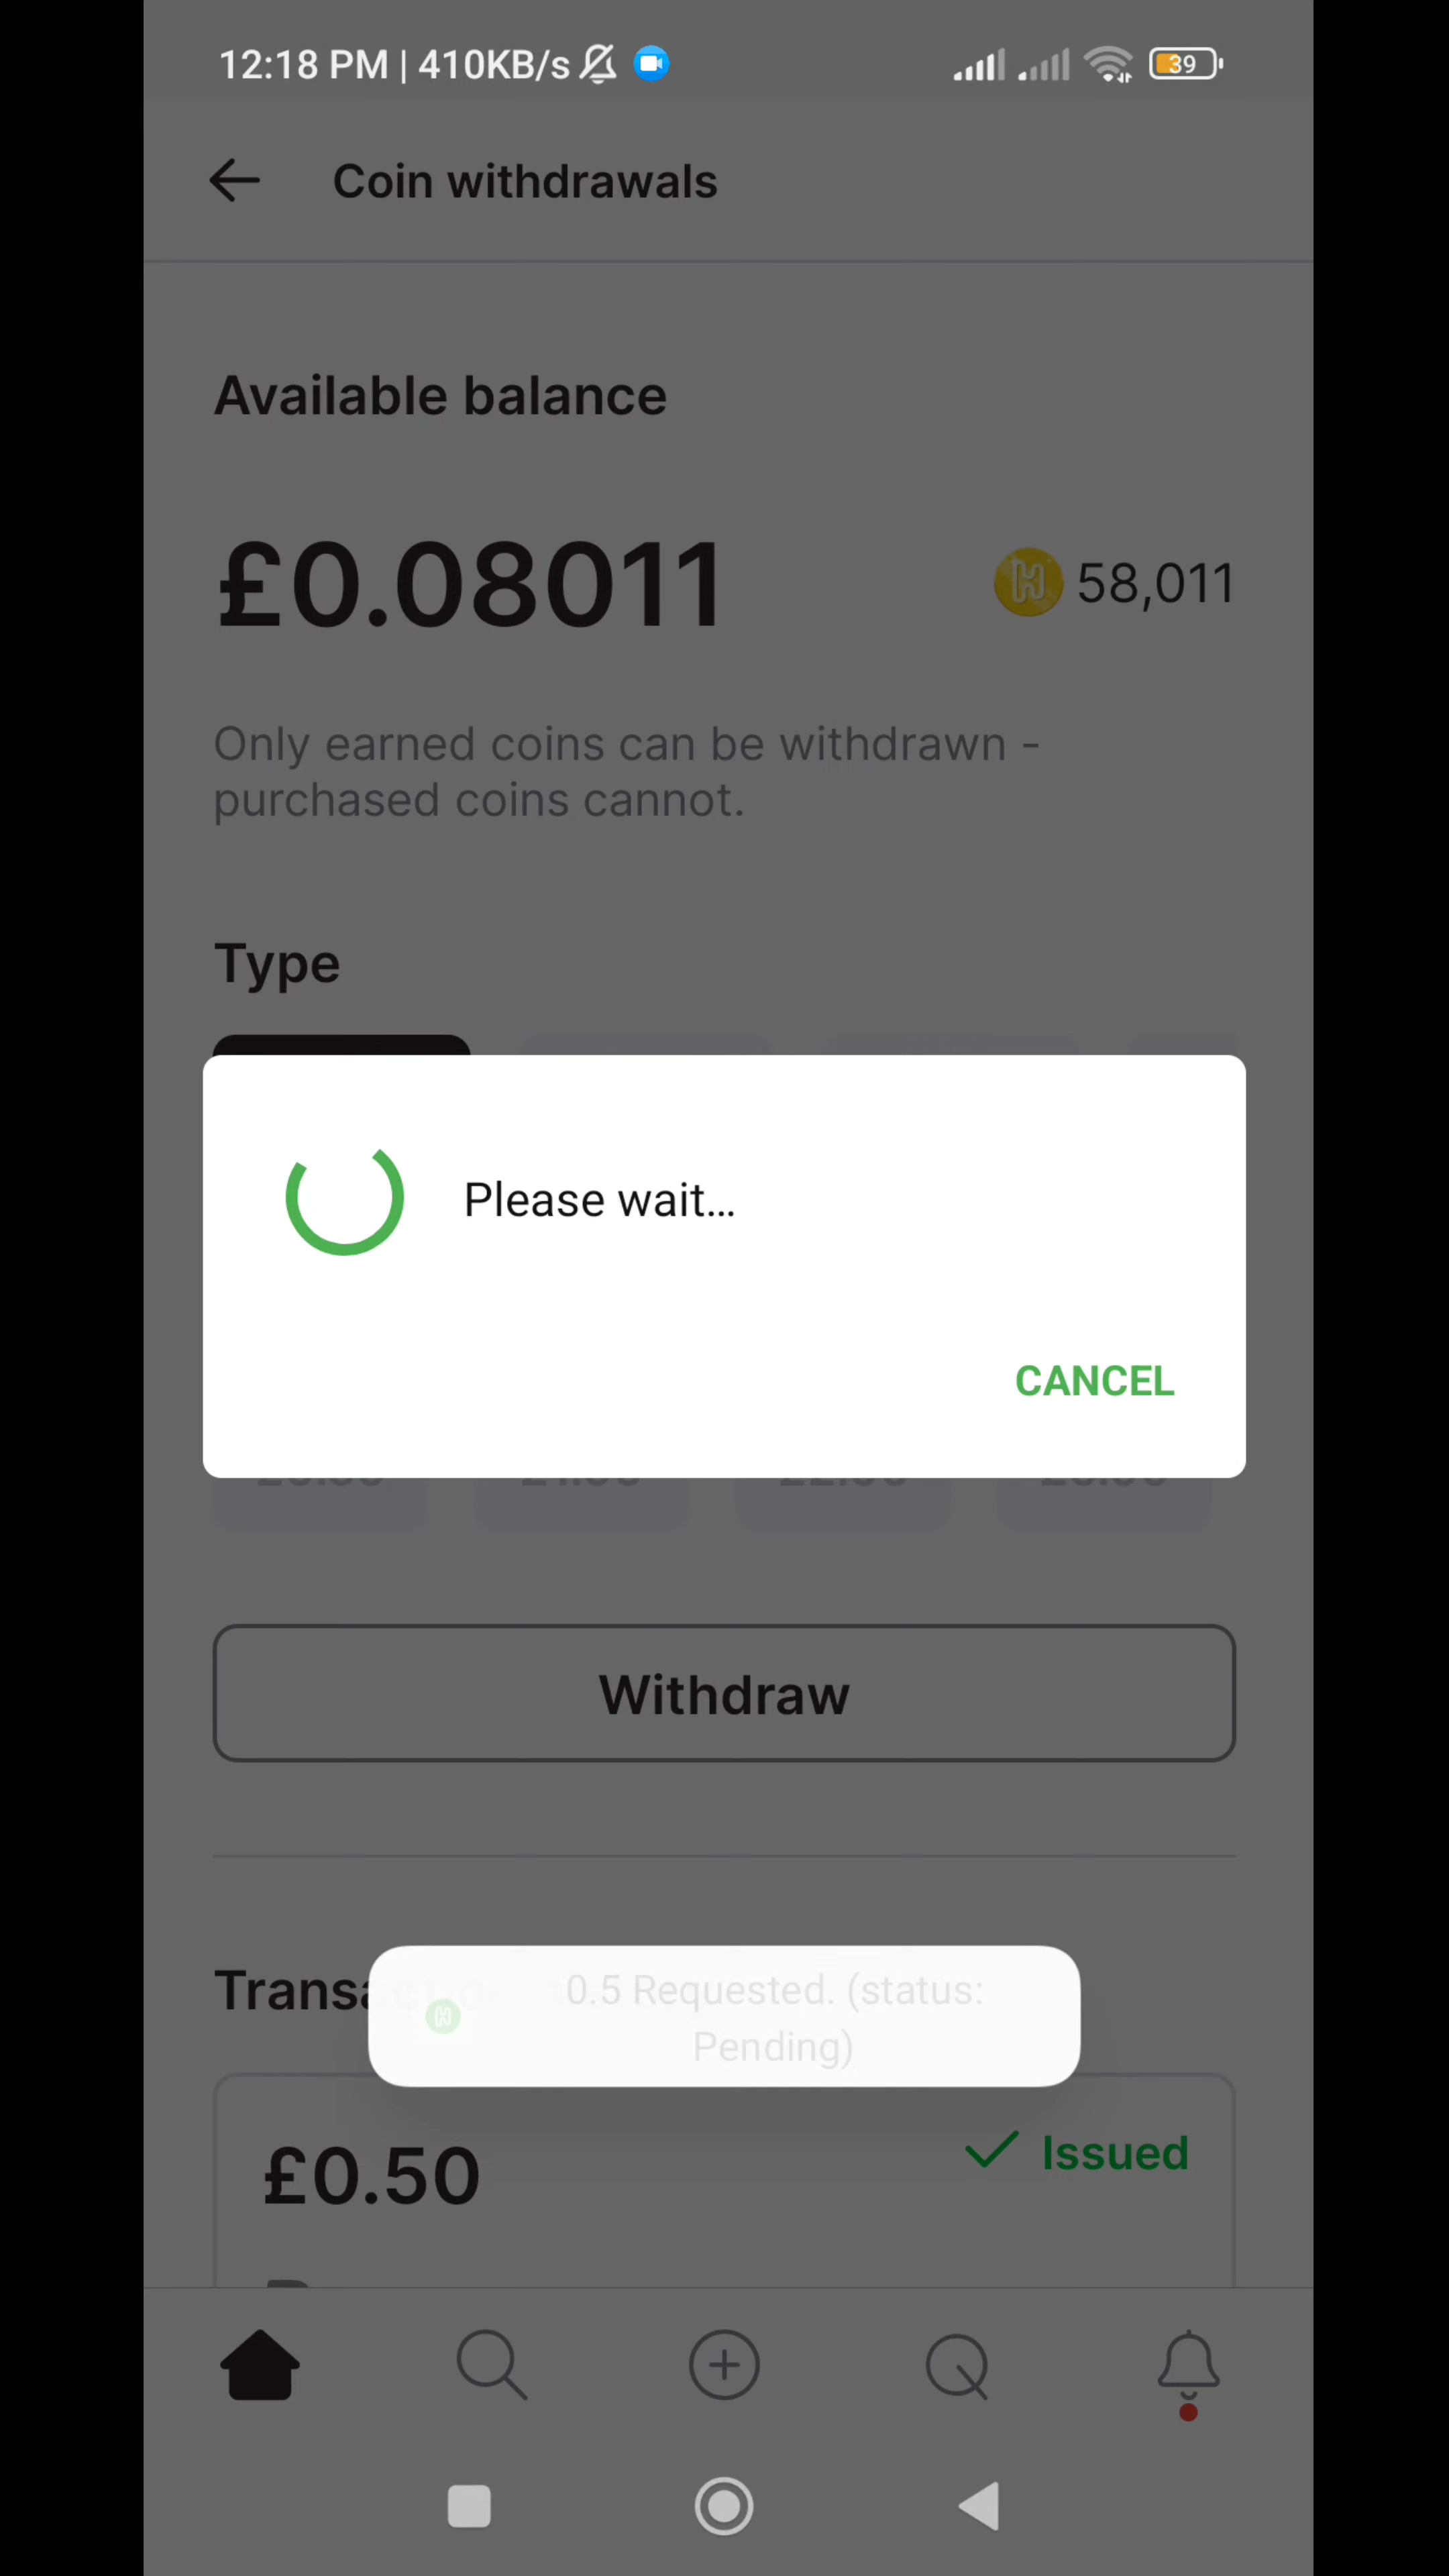 12:18 PM | 410KB/s
39
Coin withdrawals
Available balance
£0.08011
58,011
Only earned coins can be withdrawn -
purchased coins cannot.
Type
Please wait...
CANCEL
Withdraw
0.5 Requested. (status:
Pending)
£0.50
Issued